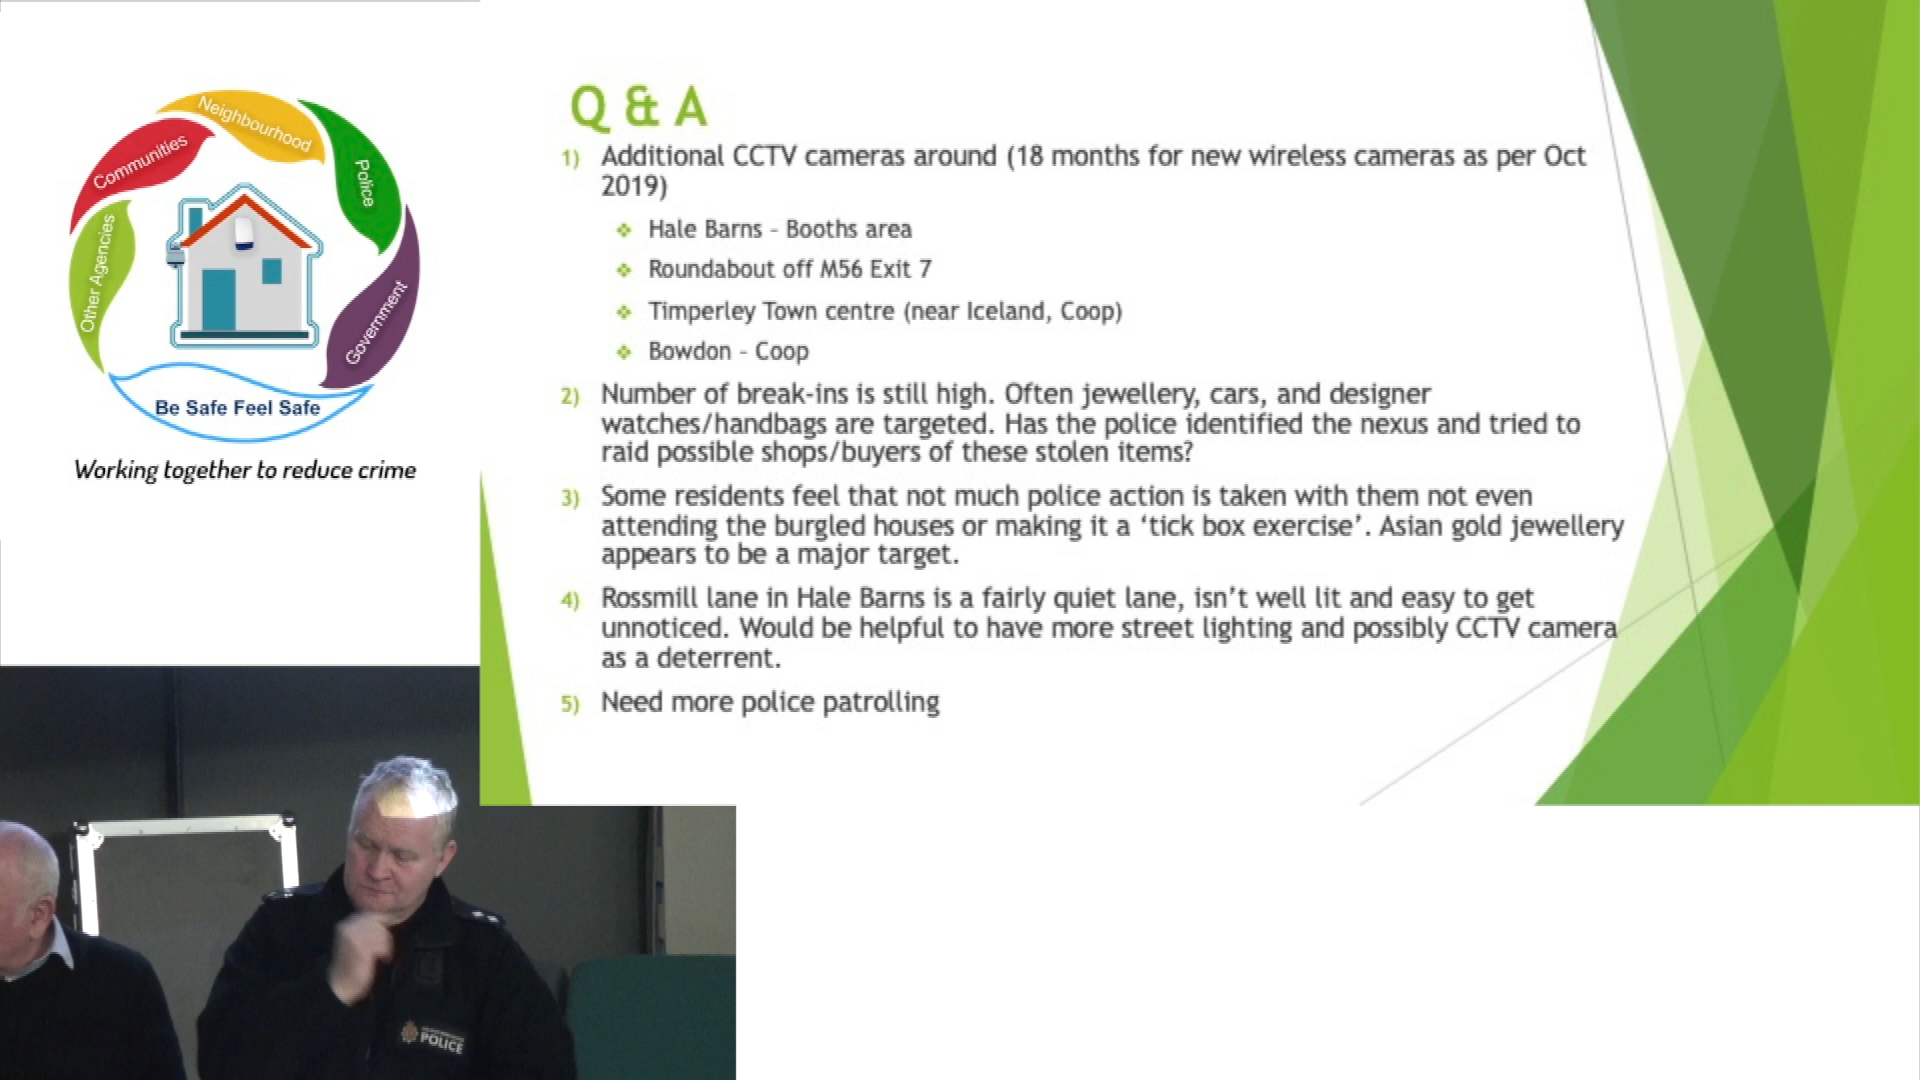 Neighbourhood
Communities
Police
Other Agencies
Government
Be Safe Feel Safe
Working together to reduce crime
Q & A
1) Additional CCTV cameras around (18 months for new wireless cameras as per Oct
2019)
❖ Hale Barns - Booths area
❖ Roundabout off M56 Exit 7
❖ Timperley Town centre (near Iceland, Coop)
❖ Bowdon - Coop
2) Number of break-ins is still high. Often jewellery, cars, and designer
watches/handbags are targeted. Has the police identified the nexus and tried to
raid possible shops/buyers of these stolen items?
3) Some residents feel that not much police action is taken with them not even
attending the burgled houses or making it a ‘tick box exercise’. Asian gold jewellery
appears to be a major target.
4) Rossmill lane in Hale Barns is a fairly quiet lane, isn’t well lit and easy to get
unnoticed. Would be helpful to have more street lighting and possibly CCTV camera
as a deterrent.
5) Need more police patrolling
POLICE